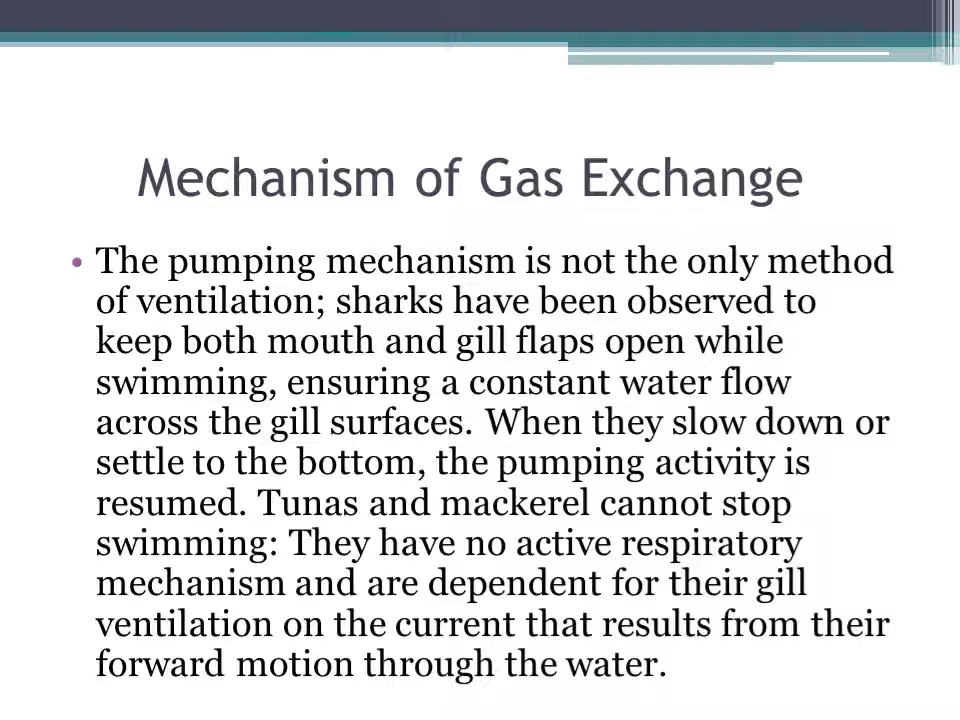 Mechanism of Gas Exchange
• The pumping mechanism is not the only method
of ventilation; sharks have been observed to
keep both mouth and gill flaps open while
swimming, ensuring a constant water flow
across the gill surfaces. When they slow down or
settle to the bottom, the pumping activity is
resumed. Tunas and mackerel cannot stop
swimming: They have no active respiratory
mechanism and are dependent for their gill
ventilation on the current that results from their
forward motion through the water.